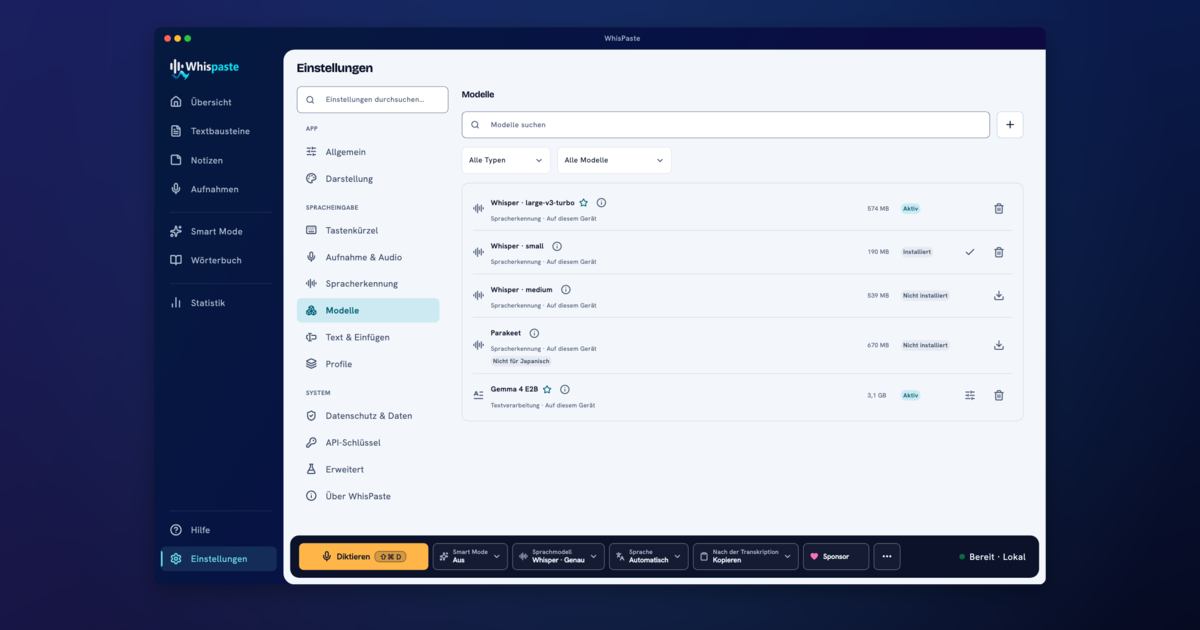 WhisPaste
Whispaste
Übersicht
Textbausteine
Notizen
Aufnahmen
Smart Mode
Wörterbuch
Statistik
Hilfe
Einstellungen
Einstellungen
Einstellungen durchsuchen...
APP
Allgemein
Darstellung
SPRACHEINGABE
Tastenkürzel
Aufnahme & Audio
Spracherkennung
Modelle
Text & Einfügen
Profile
SYSTEM
Datenschutz & Daten
API-Schlüssel
Erweitert
Über WhisPaste
Modelle
Modelle suchen
Alle Typen
Alle Modelle
Whisper · large-v3-turbo
Spracherkennung · Auf diesem Gerät
574 MB
Aktiv
Whisper · small
Spracherkennung · Auf diesem Gerät
190 MB
Installiert
Whisper · medium
Spracherkennung · Auf diesem Gerät
539 MB
Nicht installiert
Parakeet
Spracherkennung · Auf diesem Gerät
Nicht für Japanisch
670 MB
Nicht installiert
Gemma 4 E2B
Textverarbeitung · Auf diesem Gerät
3,1 GB
Aktiv
Diktieren ⇧⌘D
Smart Mode
Aus
Sprachmodell
Whisper · Genau
Sprache
Automatisch
Nach der Transkription
Kopieren
Sponsor
Bereit · Lokal